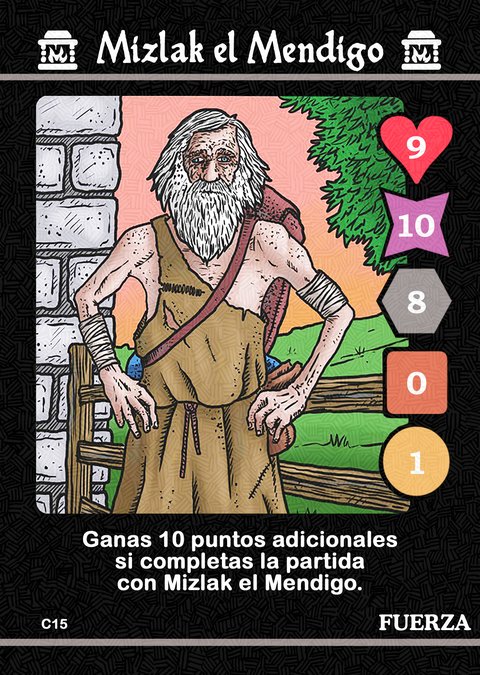 M Mizlak el Mendigo M
9
10
8
0
1
Ganas 10 puntos adicionales
si completas la partida
con Mizlak el Mendigo.
C15 FUERZA